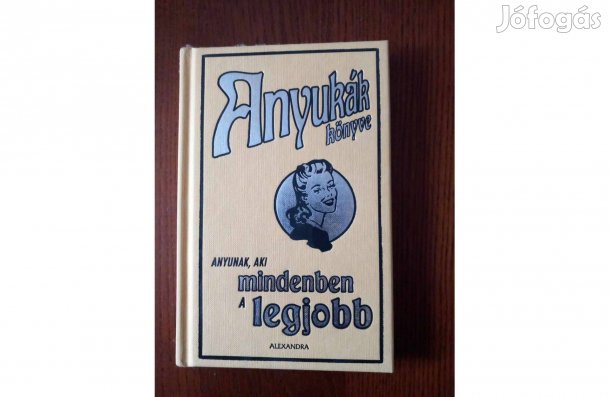 Jófogás
Anyukák
könyve
ANYUNAK, AKI
mindenben
A
legjobb
ALEXANDRA